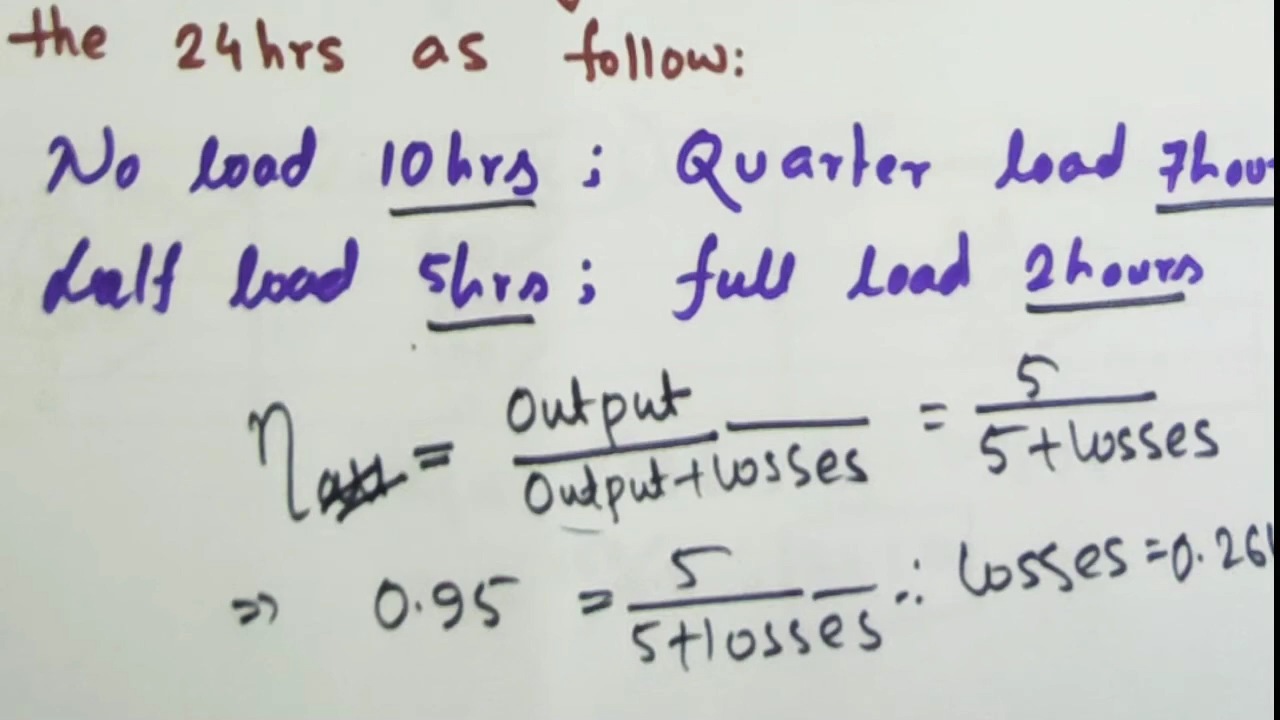 the 24hrs as follow:
No load 10hrs; Quarter load 7hou
Half load 5hrs; full load 2hours
η = Output / Output+losses = 5 / 5+losses
⇒ 0.95 = 5 / 5+losses ∴ losses=0.26